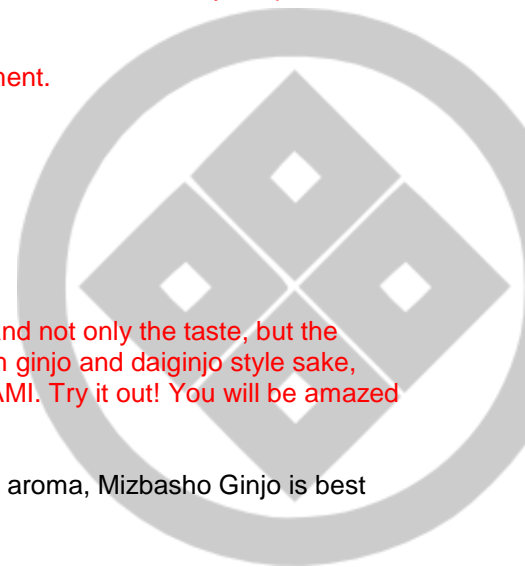 nent.
nd not only the taste, but the
n ginjo and daiginjo style sake,
AMI. Try it out! You will be amazed
aroma, Mizbasho Ginjo is best